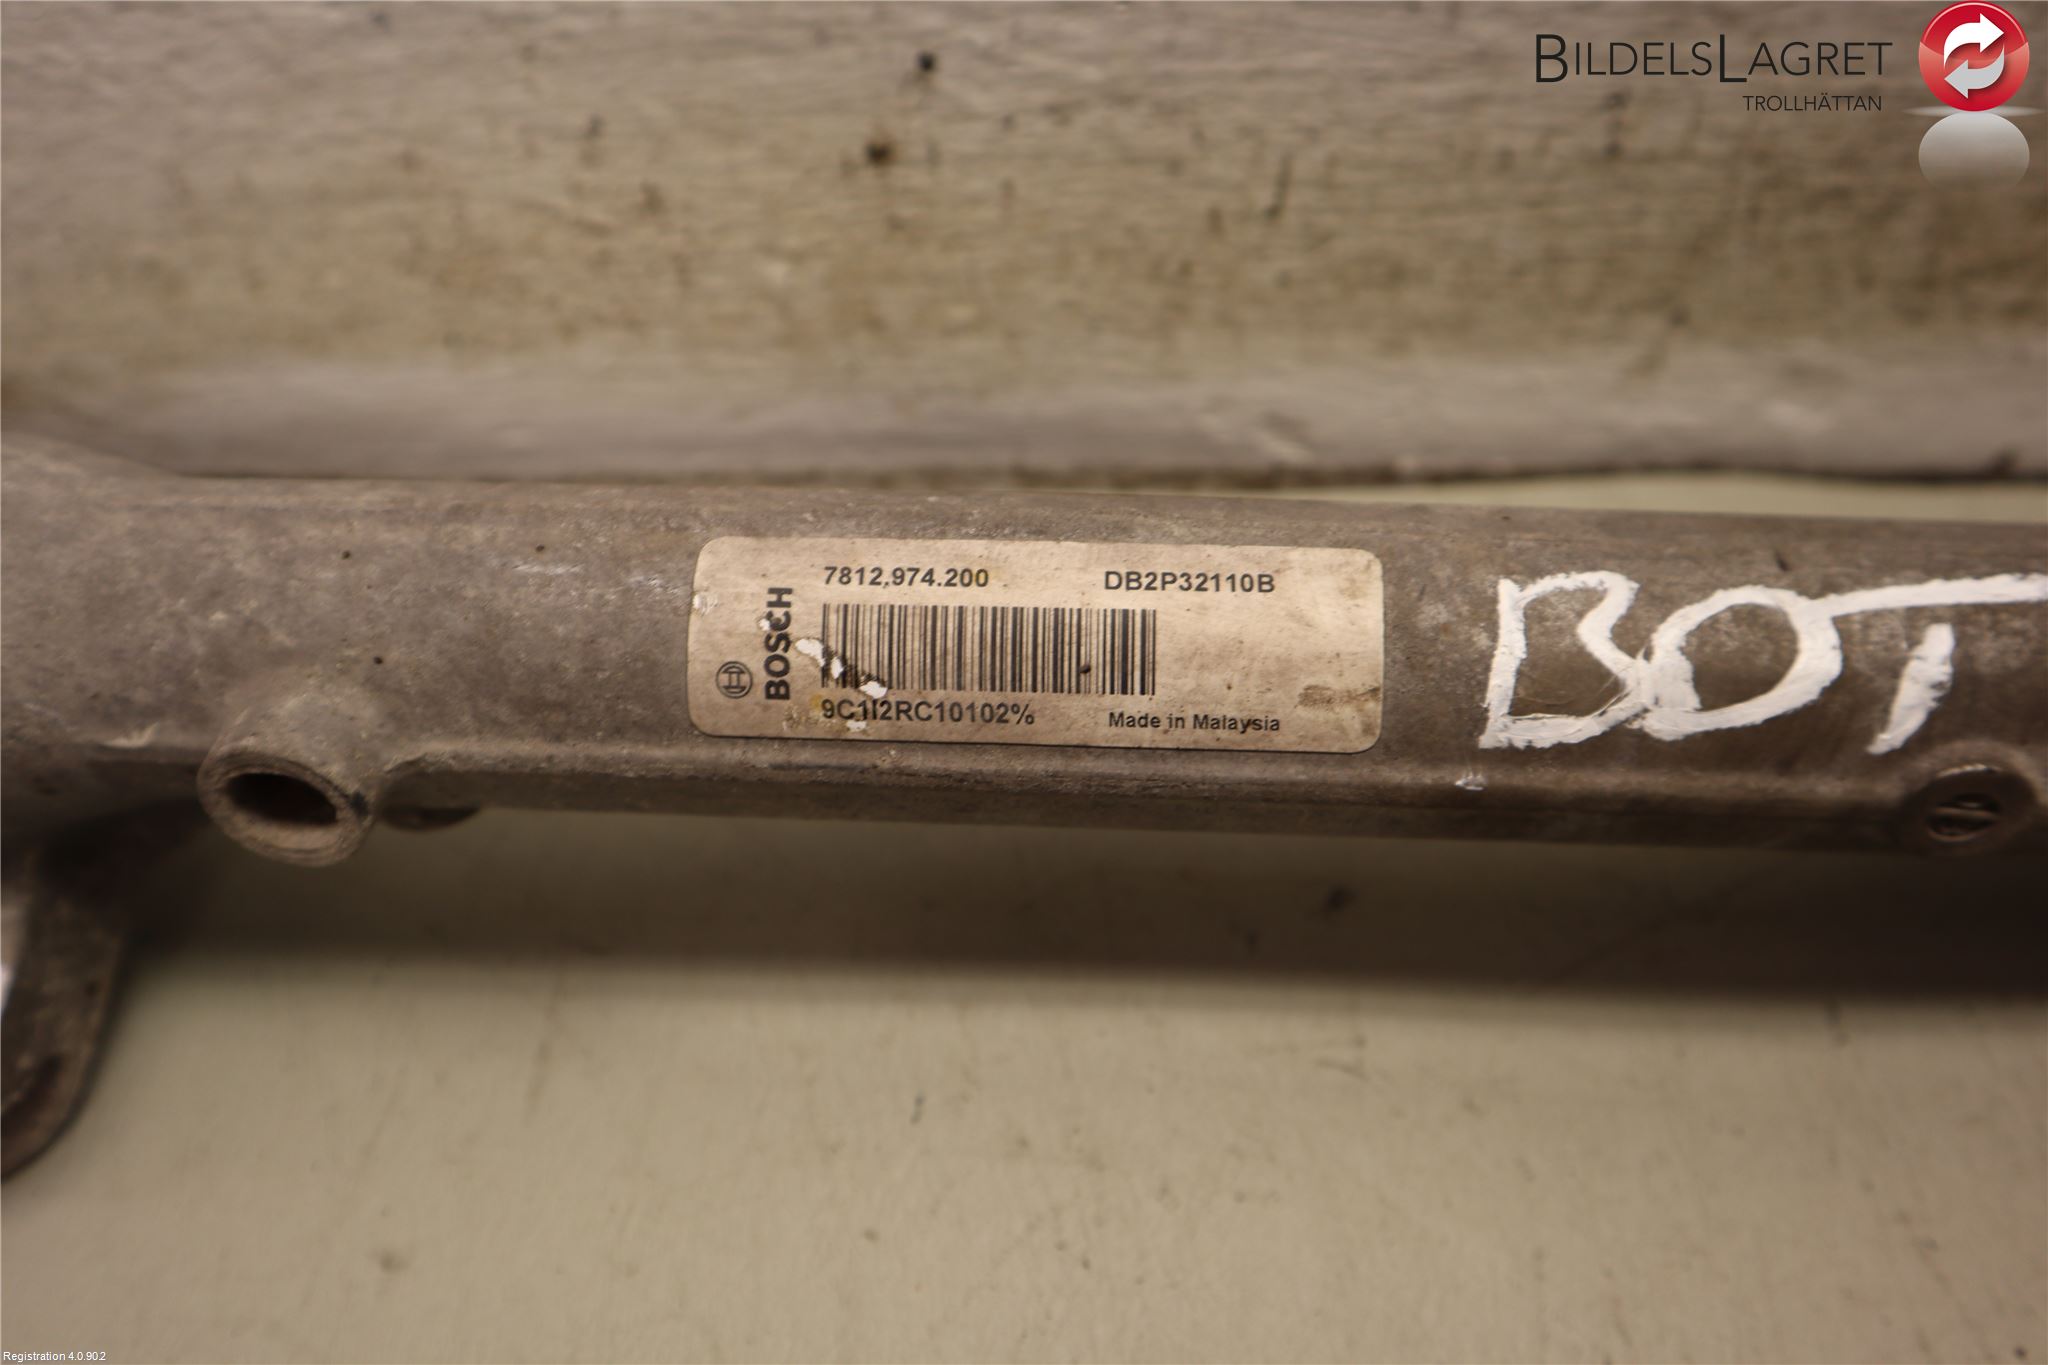 BILDELSLAGRET
TROLLHÄTTAN
7812.974.200 DB2P32110B
BOSCH
9C1I2RC10102%
Made in Malaysia
BOT
Registration 4.0.902